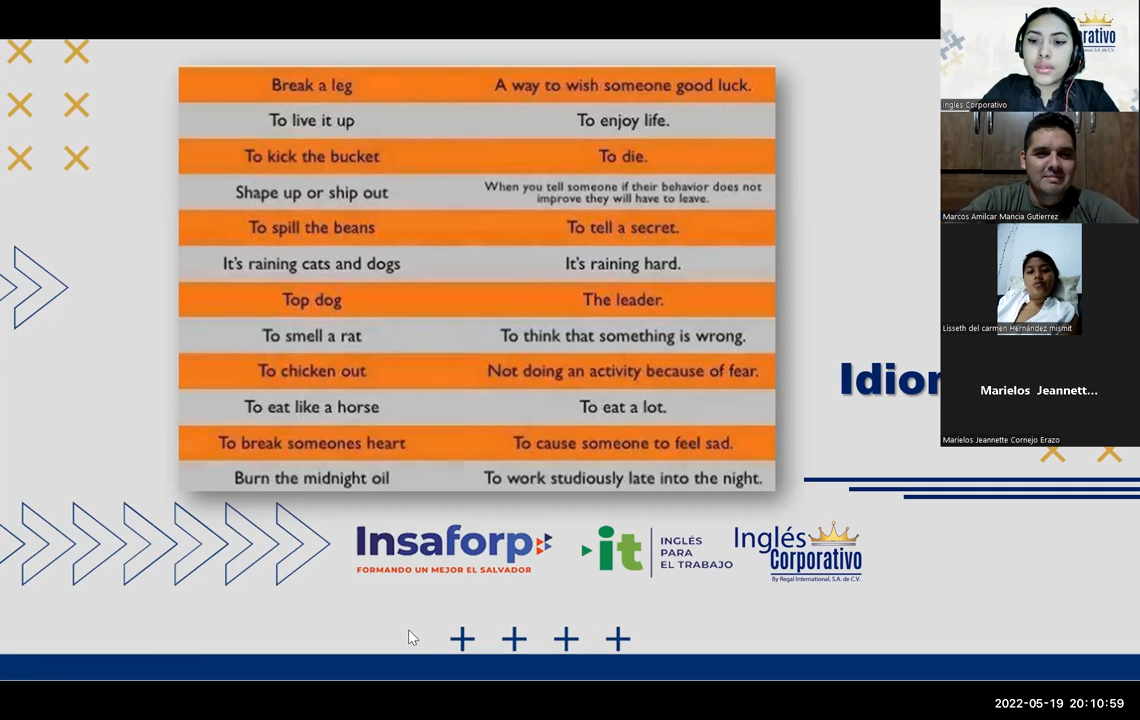 Break a leg A way to wish someone good luck.
To live it up To enjoy life.
To kick the bucket To die.
Shape up or ship out When you tell someone if their behavior does not
improve they will have to leave.
To spill the beans To tell a secret.
It's raining cats and dogs It's raining hard.
Top dog The leader.
To smell a rat To think that something is wrong.
To chicken out Not doing an activity because of fear.
To eat like a horse To eat a lot.
To break someones heart To cause someone to feel sad.
Burn the midnight oil To work studiously late into the night.
Idior
Insaforp
FORMANDO UN MEJOR EL SALVADOR
it
INGLÉS
PARA
EL TRABAJO
Inglés
Corporativo
By Regal International, S.A. de C.V.
Ingles Corporativo
Marcos Amilcar Mancia Gutierrez
Lisseth del carmen Hernández mismit
Marielos Jeannett...
Marielos Jeannette Cornejo Erazo
2022-05-19 20:10:59